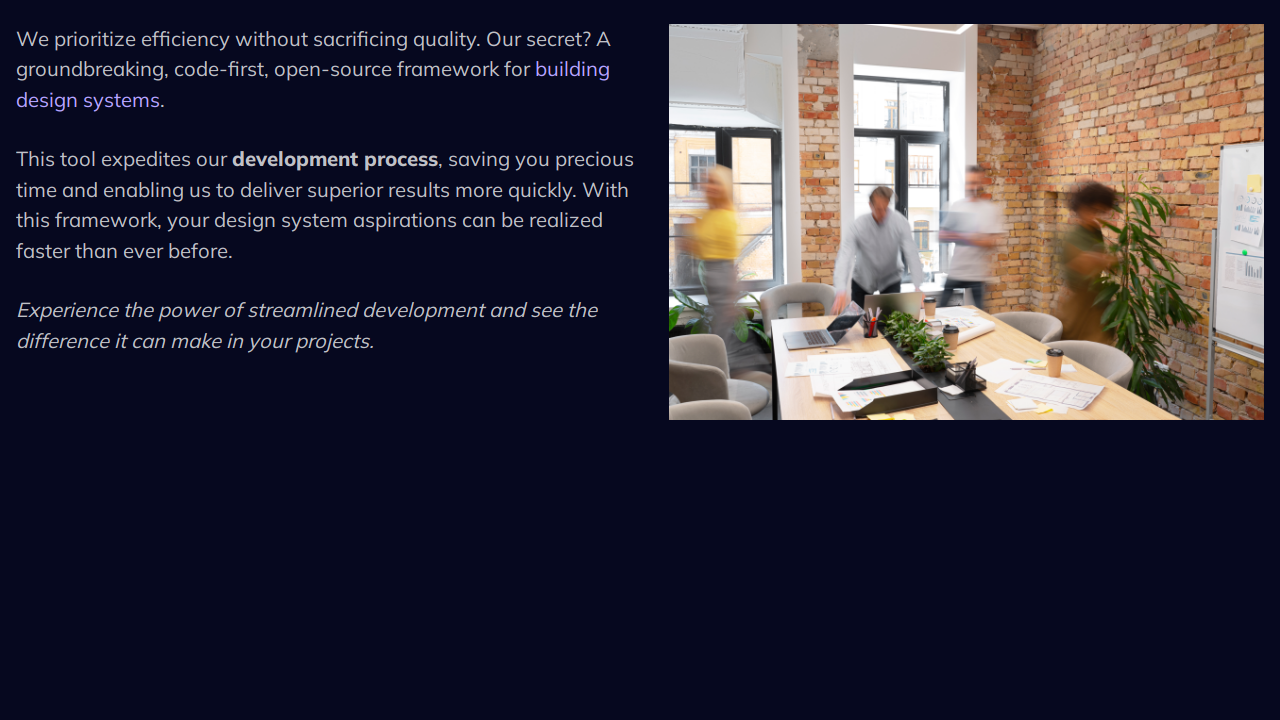 We prioritize efficiency without sacrificing quality. Our secret? A
groundbreaking, code-first, open-source framework for building
design systems.
This tool expedites our development process, saving you precious
time and enabling us to deliver superior results more quickly. With
this framework, your design system aspirations can be realized
faster than ever before.
Experience the power of streamlined development and see the
difference it can make in your projects.